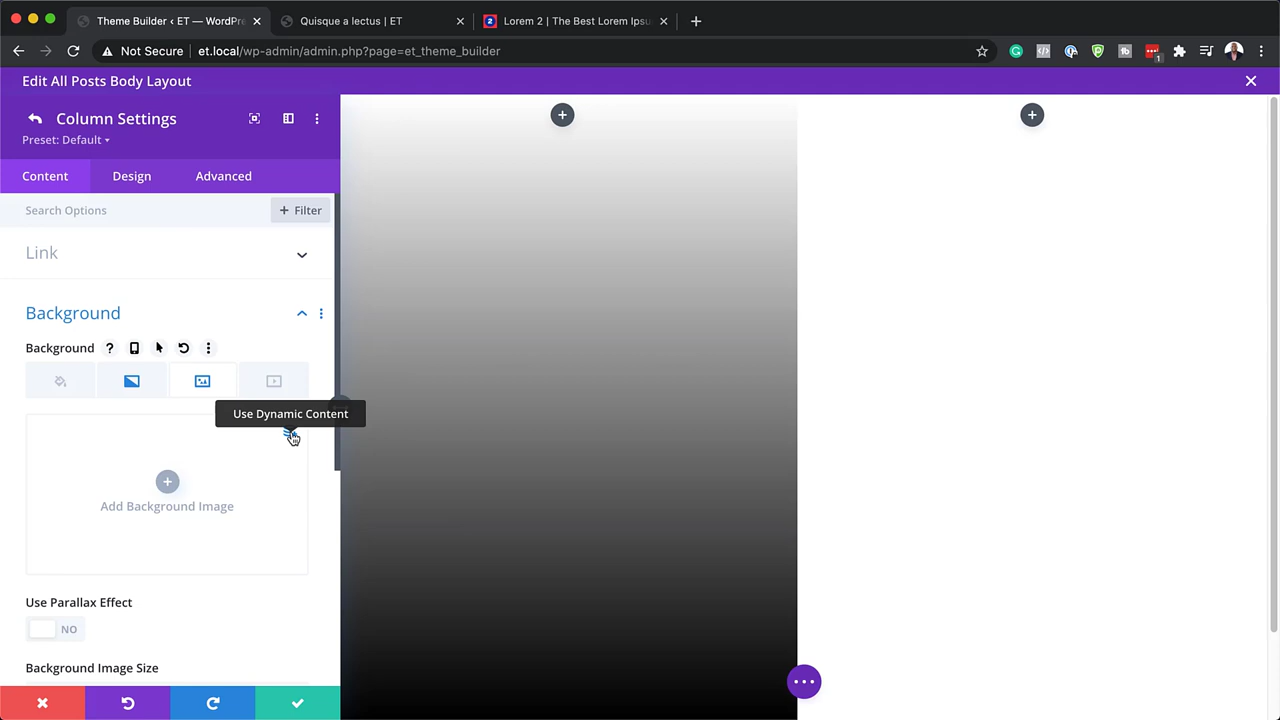 Theme Builder ‹ ET — WordPre
Quisque a lectus | ET
2 Lorem 2 | The Best Lorem Ipsu
Not Secure
et.local/wp-admin/admin.php?page=et_theme_builder
1
Edit All Posts Body Layout
Column Settings
Preset: Default
Content
Design
Advanced
Search Options
+ Filter
Link
Background
Background
Use Dynamic Content
Add Background Image
Use Parallax Effect
NO
Background Image Size